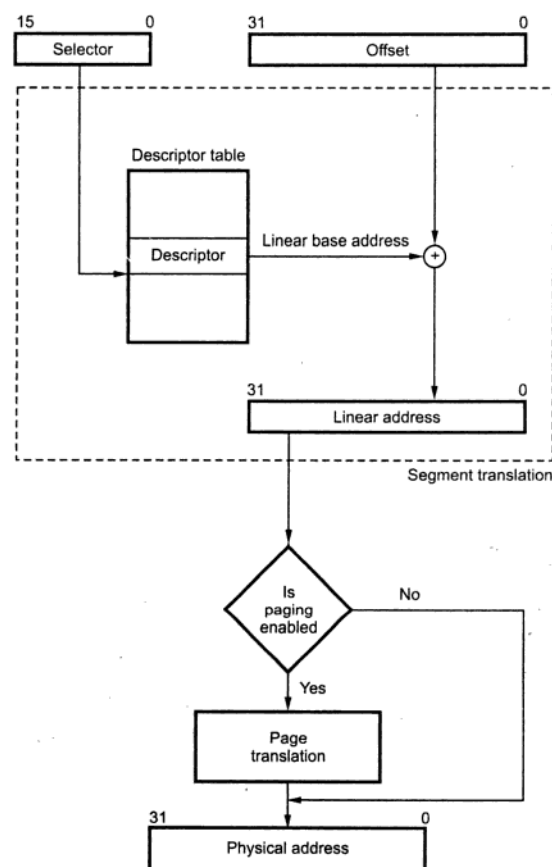 15 0 31 0
Selector Offset
Descriptor table
Linear base address
Descriptor +
31 0
Linear address
Segment translation
Is
paging
enabled
No
Yes
Page
translation
31 0
Physical address